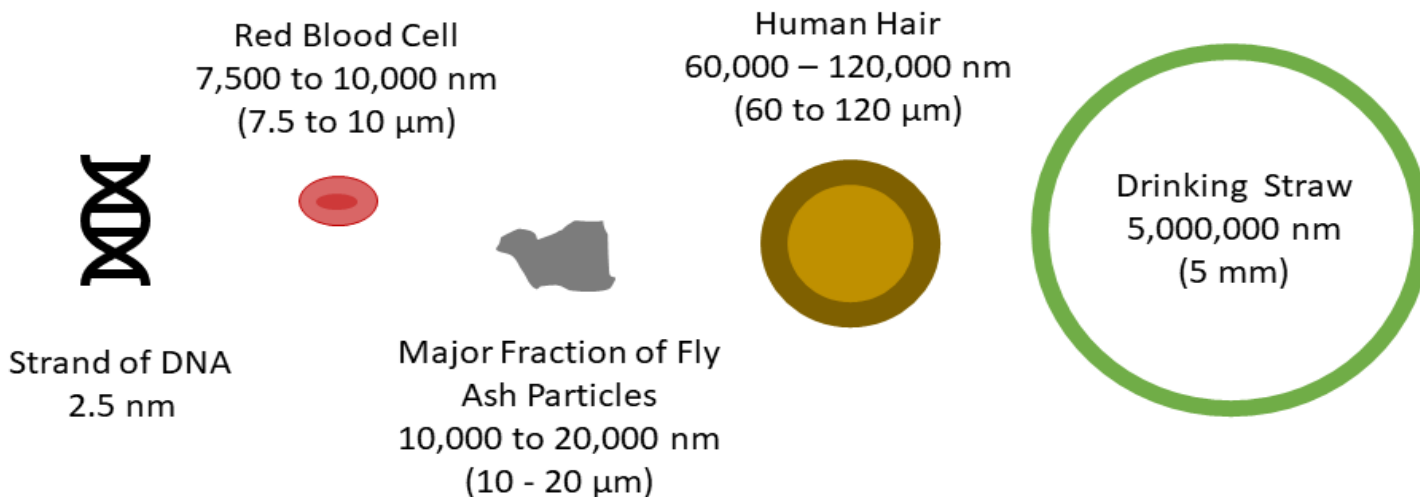 Red Blood Cell
7,500 to 10,000 nm
(7.5 to 10 µm)
Human Hair
60,000 – 120,000 nm
(60 to 120 µm)
Drinking Straw
5,000,000 nm
(5 mm)
Strand of DNA
2.5 nm
Major Fraction of Fly
Ash Particles
10,000 to 20,000 nm
(10 - 20 µm)